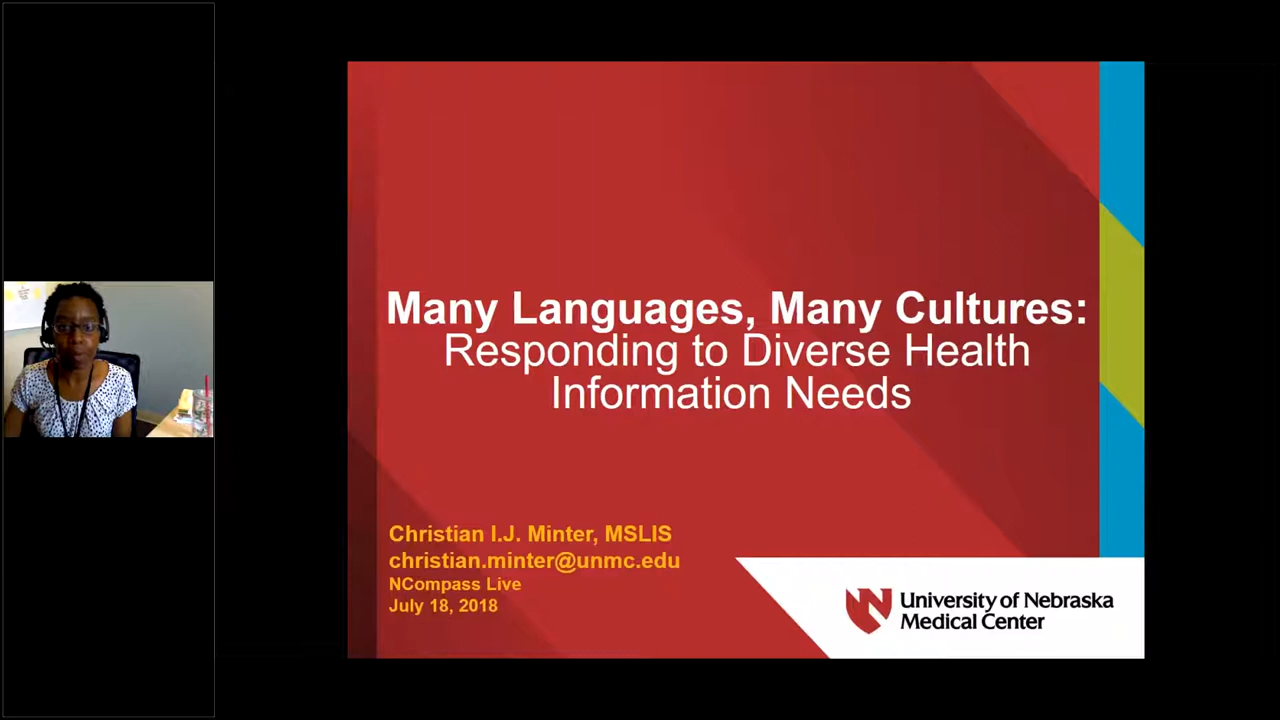 Many Languages, Many Cultures:
Responding to Diverse Health
Information Needs
Christian I.J. Minter, MSLIS
christian.minter@unmc.edu
NCompass Live
July 18, 2018
University of Nebraska
Medical Center